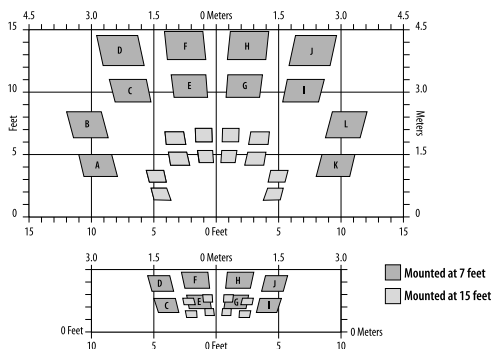 4.5 3.0 1.5 0 Meters 1.5 3.0 4.5
15 4.5
D F H J
10 3.0
C E G I
Feet Meters
B L
5 1.5
A K
0 0
15 10 5 0 Feet 5 10 15
3.0 1.5 0 Meters 1.5 3.0
D F H J
C E G I
0 Feet 0 Meters
10 5 0 Feet 5 10
Mounted at 7 feet
Mounted at 15 feet